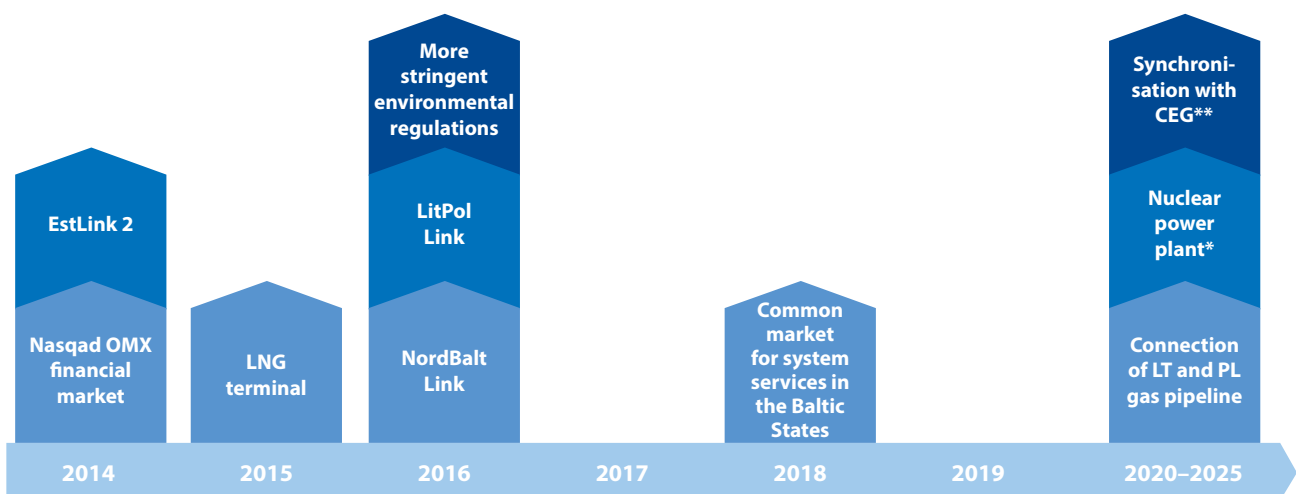 EstLink 2
Nasqad OMX
financial
market
LNG
terminal
More
stringent
environmental
regulations
LitPol
Link
NordBalt
Link
Common
market
for system
services in
the Baltic
States
Synchroni-
sation with
CEG**
Nuclear
power
plant*
Connection
of LT and PL
gas pipeline
2014
2015
2016
2017
2018
2019
2020–2025